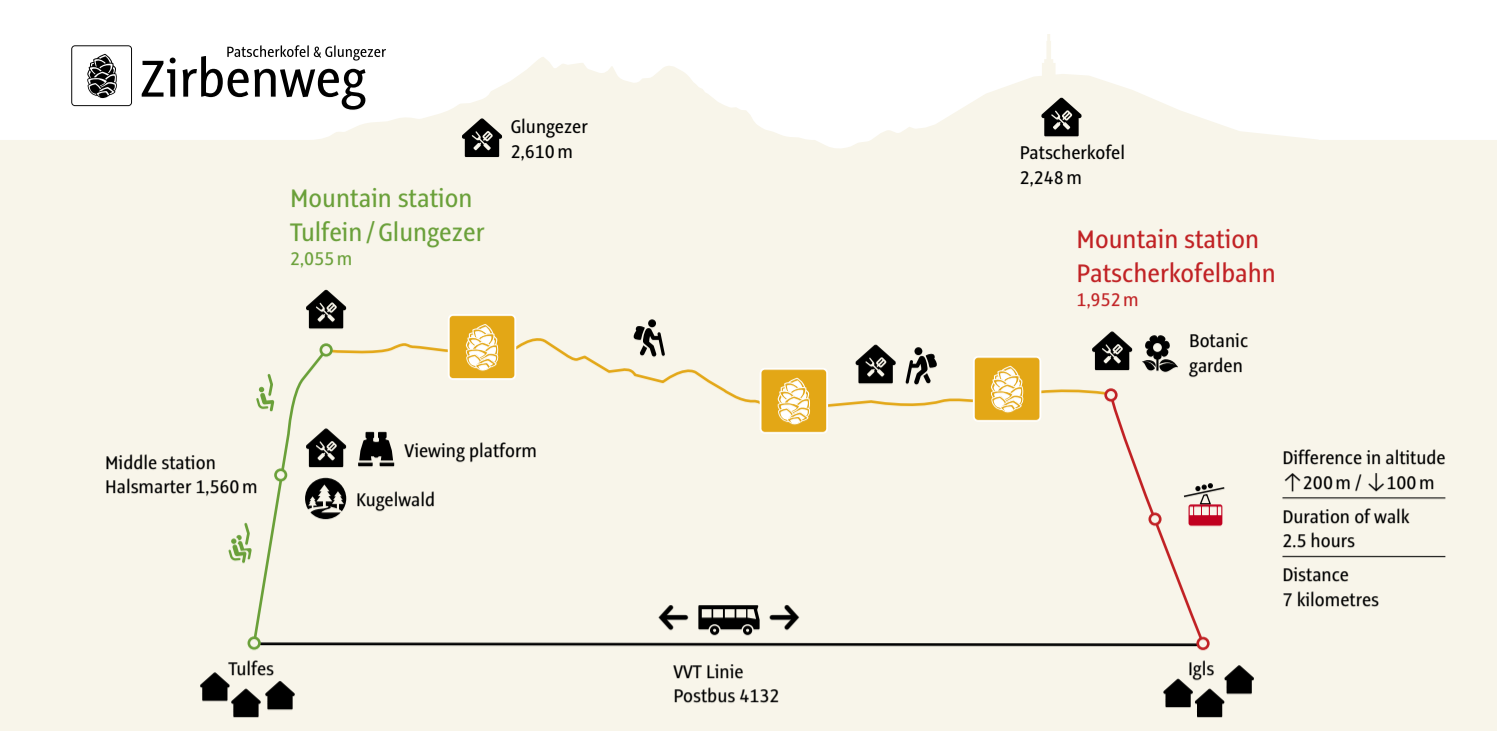 Patscherkofel & Glungezer
Zirbenweg
Glungezer
2,610 m
Patscherkofel
2,248 m
Mountain station
Tulfein / Glungezer
2,055 m
Mountain station
Patscherkofelbahn
1,952 m
Botanic
garden
Middle station
Halsmarter 1,560 m
Viewing platform
Kugelwald
Difference in altitude
↑200 m / ↓100 m
Duration of walk
2.5 hours
Distance
7 kilometres
Tulfes
VVT Linie
Postbus 4132
Igls